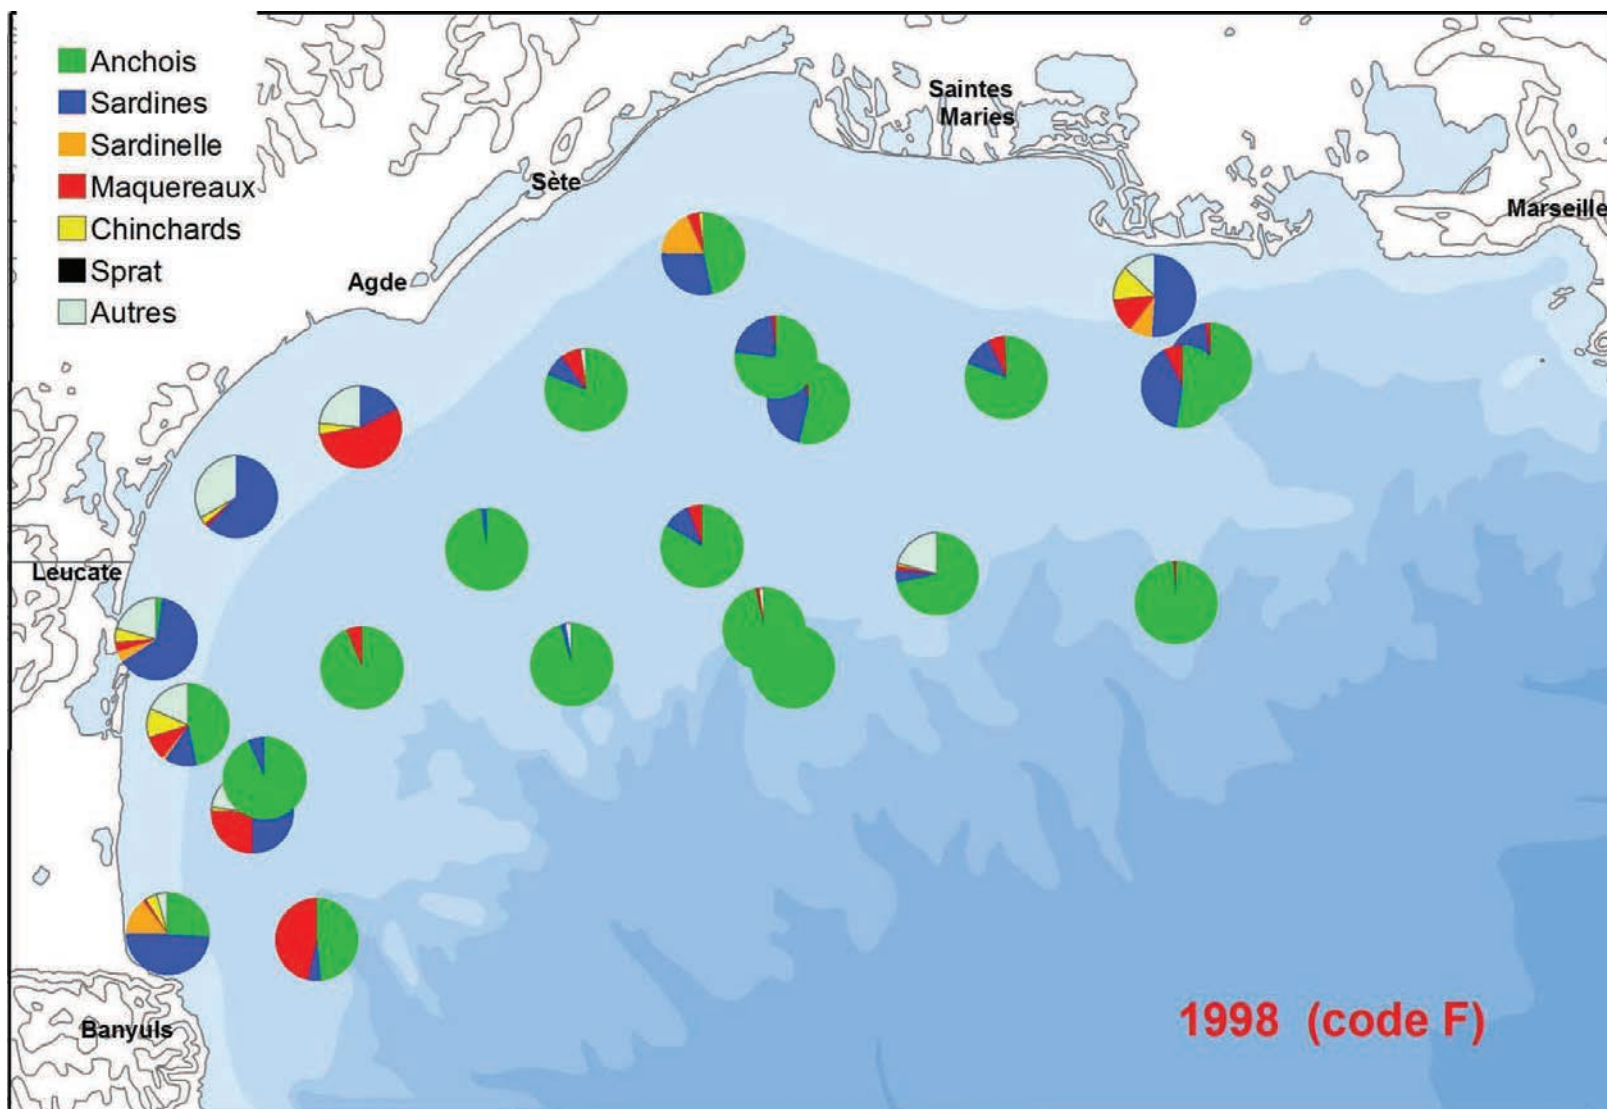 Anchois
Sardines
Sardinelle
Maquereaux
Chinchards
Sprat
Autres
Saintes
Maries
Sète
Marseille
Agde
Leucate
Banyuls
1998 (code F)